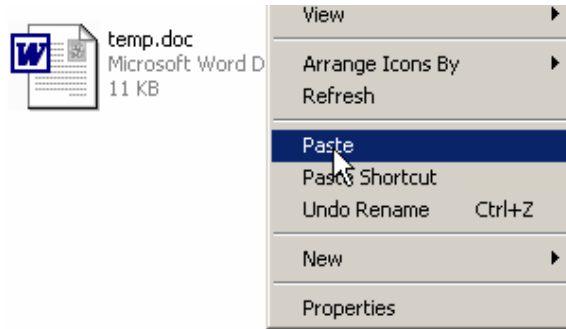 temp.doc
Microsoft Word D
11 KB
View
Arrange Icons By
Refresh
Paste
Paste Shortcut
Undo Rename Ctrl+Z
New
Properties